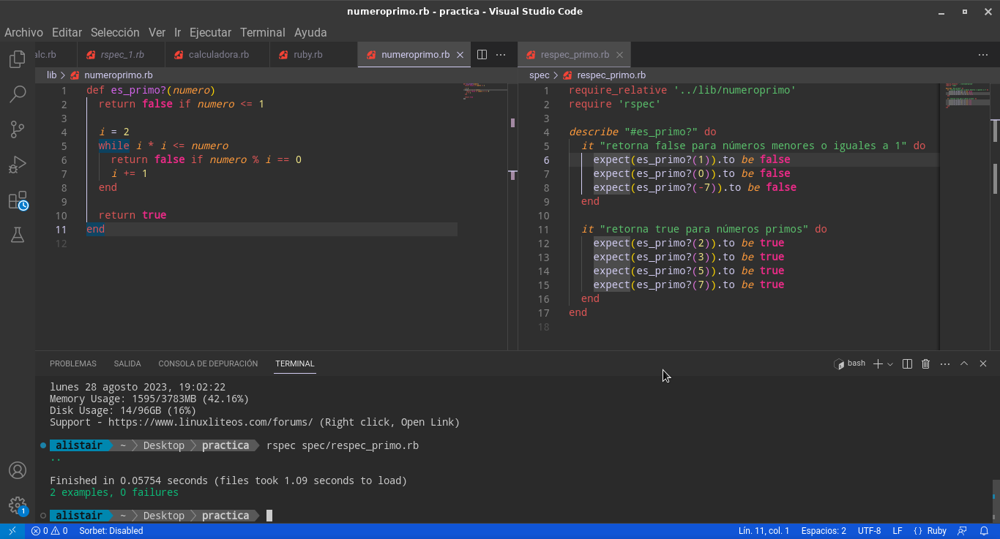 numeroprimo.rb - practica - Visual Studio Code
Archivo Editar Selección Ver Ir Ejecutar Terminal Ayuda
alc.rb rspec_1.rb calculadora.rb ruby.rb numeroprimo.rb respec_primo.rb
lib > numeroprimo.rb
1 def es_primo?(numero)
2 return false if numero <= 1
3
4 i = 2
5 while i * i <= numero
6 return false if numero % i == 0
7 i += 1
8 end
9
10 return true
11 end
12
spec > respec_primo.rb
1 require_relative '../lib/numeroprimo'
2 require 'rspec'
3
4 describe "#es_primo?" do
5 it "retorna false para números menores o iguales a 1" do
6 expect(es_primo?(1)).to be false
7 expect(es_primo?(0)).to be false
8 expect(es_primo?(-7)).to be false
9 end
10
11 it "retorna true para números primos" do
12 expect(es_primo?(2)).to be true
13 expect(es_primo?(3)).to be true
14 expect(es_primo?(5)).to be true
15 expect(es_primo?(7)).to be true
16 end
17 end
18
PROBLEMAS SALIDA CONSOLA DE DEPURACIÓN TERMINAL bash
lunes 28 agosto 2023, 19:02:22
Memory Usage: 1595/3783MB (42.16%)
Disk Usage: 14/96GB (16%)
Support - https://www.linuxliteos.com/forums/ (Right click, Open Link)
alistair ~ Desktop practica rspec spec/respec_primo.rb
..
Finished in 0.05754 seconds (files took 1.09 seconds to load)
2 examples, 0 failures
alistair ~ Desktop practica
1
0 0 Sorbet: Disabled Lín. 11, col. 1 Espacios: 2 UTF-8 LF { } Ruby